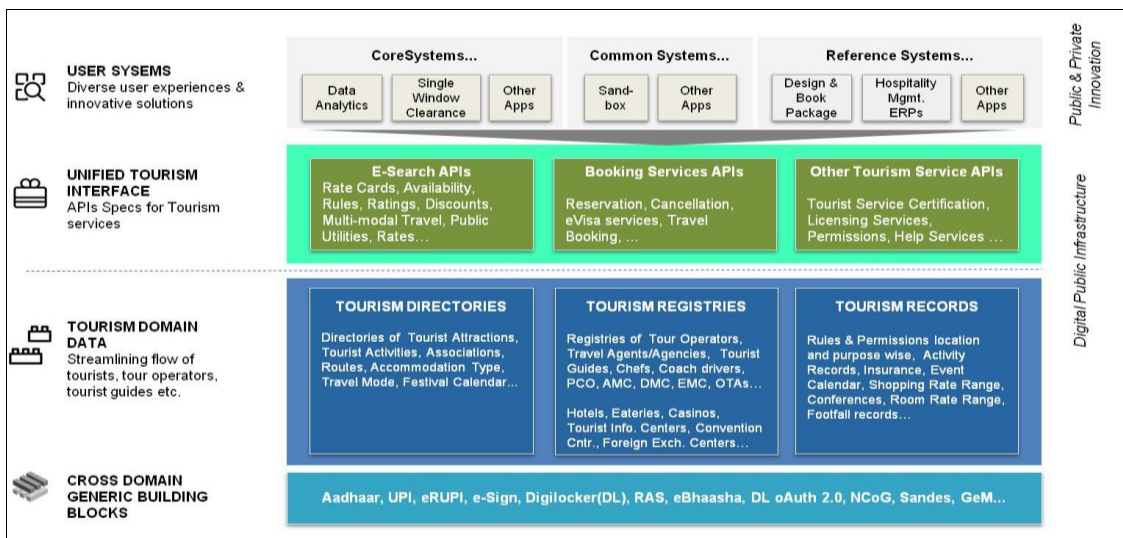 CoreSystems...
Common Systems...
Reference Systems...
USER SYSEMS
Diverse user experiences &
innovative solutions
Data
Analytics
Single
Window
Clearance
Other
Apps
Sand-
box
Other
Apps
Design &
Book
Package
Hospitality
Mgmt.
ERPs
Other
Apps
Public & Private
Innovation
UNIFIED TOURISM
INTERFACE
APIs Specs for Tourism
services
E-Search APIs
Rate Cards, Availability,
Rules, Ratings, Discounts,
Multi-modal Travel, Public
Utilities, Rates...
Booking Services APIs
Reservation, Cancellation,
eVisa services, Travel
Booking, ...
Other Tourism Service APIs
Tourist Service Certification,
Licensing Services,
Permissions, Help Services ...
Digital Public Infrastructure
TOURISM DOMAIN
DATA
Streamlining flow of
tourists, tour operators,
tourist guides etc.
TOURISM DIRECTORIES
Directories of Tourist Attractions,
Tourist Activities, Associations,
Routes, Accommodation Type,
Travel Mode, Festival Calendar...
TOURISM REGISTRIES
Registries of Tour Operators,
Travel Agents/Agencies, Tourist
Guides, Chefs, Coach drivers,
PCO, AMC, DMC, EMC, OTAs...
Hotels, Eateries, Casinos,
Tourist Info. Centers, Convention
Cntr., Foreign Exch. Centers...
TOURISM RECORDS
Rules & Permissions location
and purpose wise, Activity
Records, Insurance, Event
Calendar, Shopping Rate Range,
Conferences, Room Rate Range,
Footfall records...
CROSS DOMAIN
GENERIC BUILDING
BLOCKS
Aadhaar, UPI, eRUPI, e-Sign, Digilocker(DL), RAS, eBhaasha, DL oAuth 2.0, NCoG, Sandes, GeM...